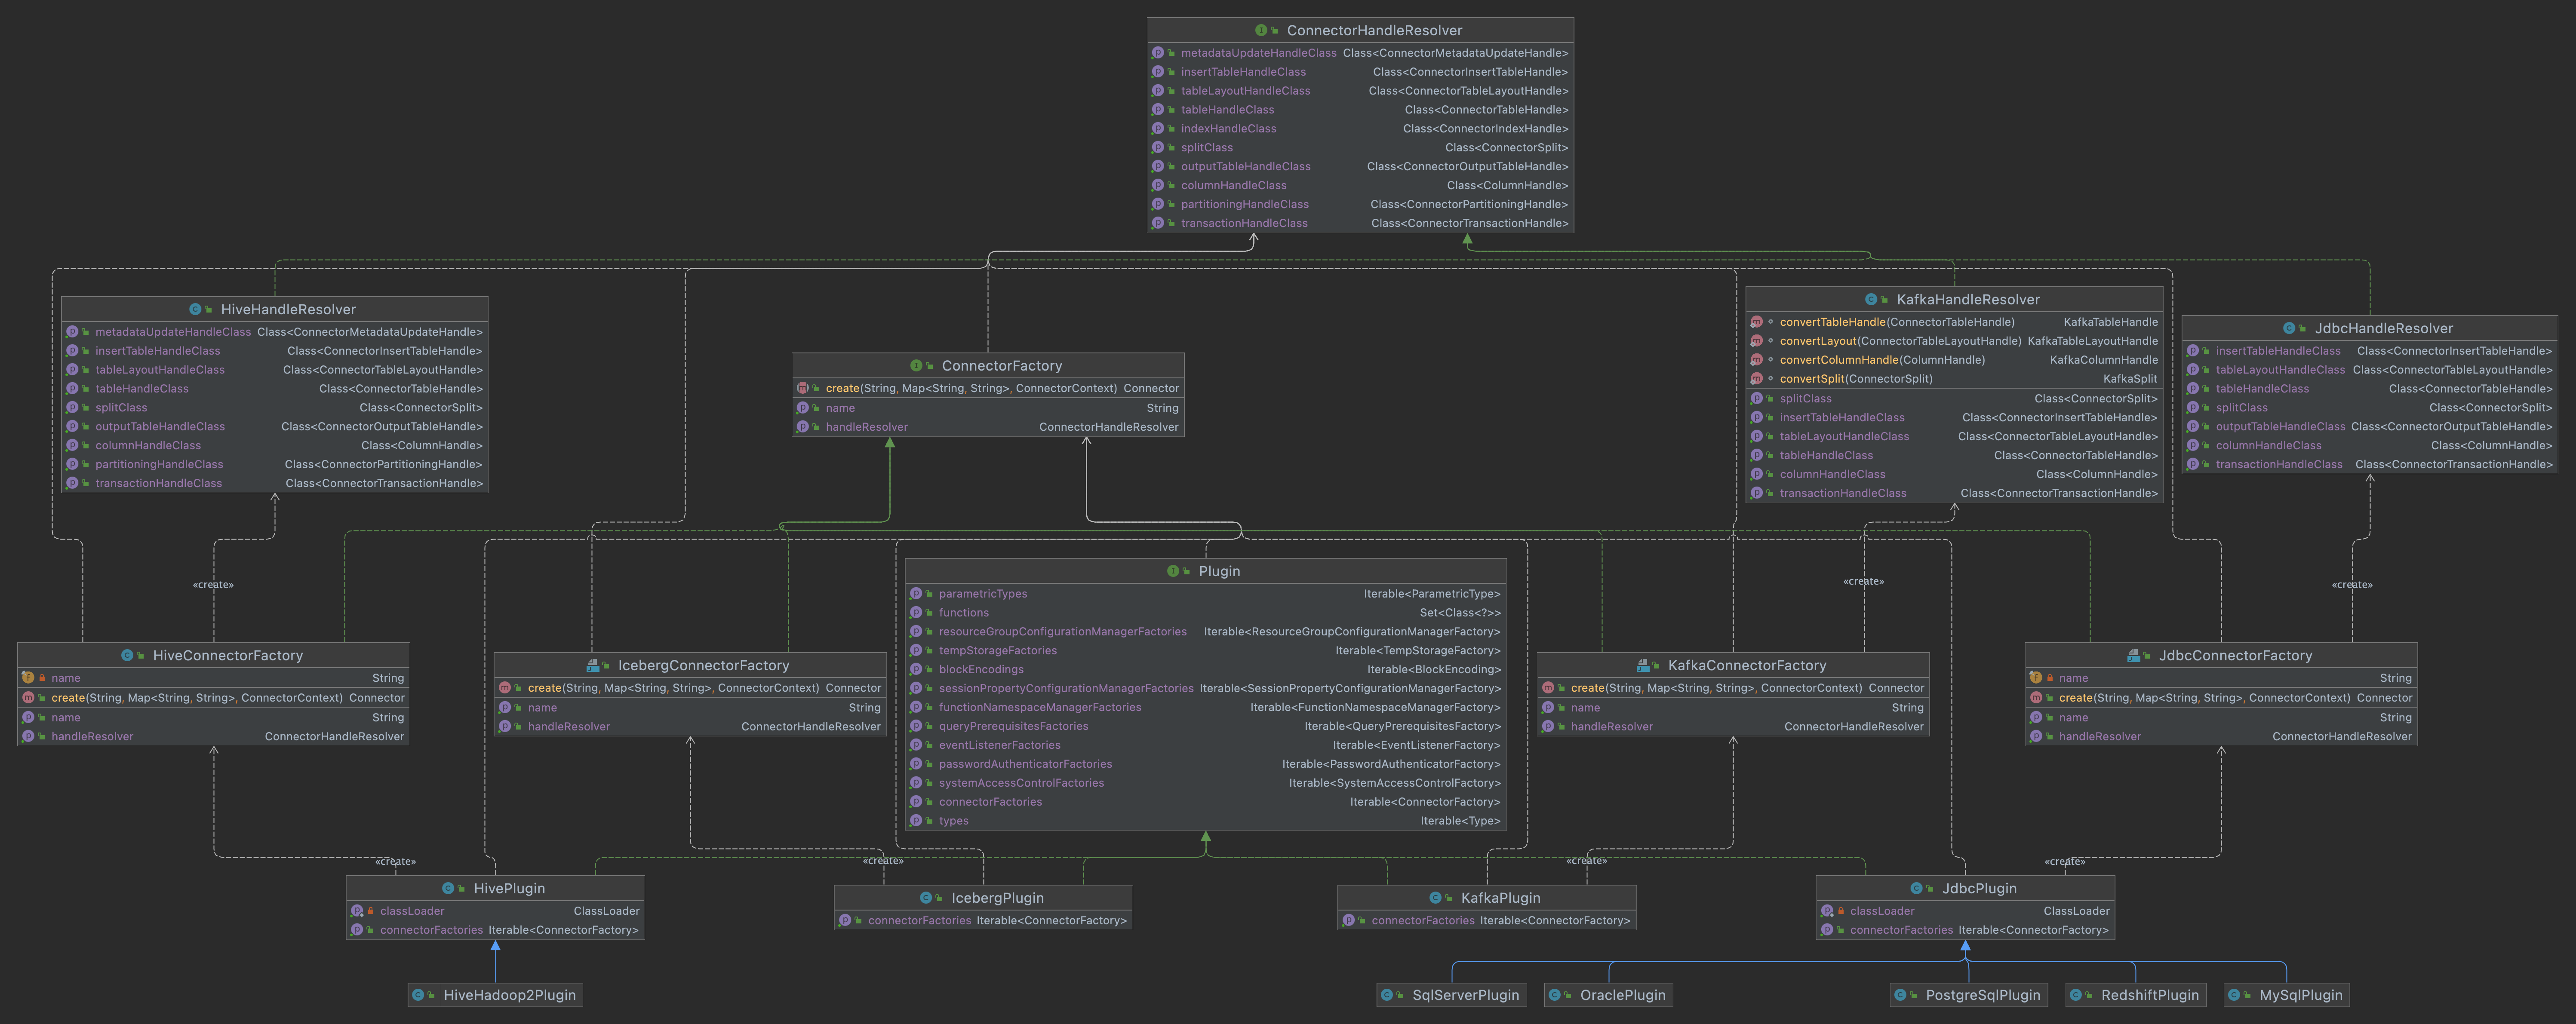 ConnectorHandleResolver
metadataUpdateHandleClass Class<ConnectorMetadataUpdateHandle>
insertTableHandleClass Class<ConnectorInsertTableHandle>
tableLayoutHandleClass Class<ConnectorTableLayoutHandle>
tableHandleClass Class<ConnectorTableHandle>
indexHandleClass Class<ConnectorIndexHandle>
splitClass Class<ConnectorSplit>
outputTableHandleClass Class<ConnectorOutputTableHandle>
columnHandleClass Class<ColumnHandle>
partitioningHandleClass Class<ConnectorPartitioningHandle>
transactionHandleClass Class<ConnectorTransactionHandle>
HiveHandleResolver
metadataUpdateHandleClass Class<ConnectorMetadataUpdateHandle>
insertTableHandleClass Class<ConnectorInsertTableHandle>
tableLayoutHandleClass Class<ConnectorTableLayoutHandle>
tableHandleClass Class<ConnectorTableHandle>
splitClass Class<ConnectorSplit>
outputTableHandleClass Class<ConnectorOutputTableHandle>
columnHandleClass Class<ColumnHandle>
partitioningHandleClass Class<ConnectorPartitioningHandle>
transactionHandleClass Class<ConnectorTransactionHandle>
ConnectorFactory
create(String, Map<String, String>, ConnectorContext) Connector
name String
handleResolver ConnectorHandleResolver
KafkaHandleResolver
convertTableHandle(ConnectorTableHandle) KafkaTableHandle
convertLayout(ConnectorTableLayoutHandle) KafkaTableLayoutHandle
convertColumnHandle(ColumnHandle) KafkaColumnHandle
convertSplit(ConnectorSplit) KafkaSplit
splitClass Class<ConnectorSplit>
insertTableHandleClass Class<ConnectorInsertTableHandle>
tableLayoutHandleClass Class<ConnectorTableLayoutHandle>
tableHandleClass Class<ConnectorTableHandle>
columnHandleClass Class<ColumnHandle>
transactionHandleClass Class<ConnectorTransactionHandle>
JdbcHandleResolver
insertTableHandleClass Class<ConnectorInsertTableHandle>
tableLayoutHandleClass Class<ConnectorTableLayoutHandle>
tableHandleClass Class<ConnectorTableHandle>
splitClass Class<ConnectorSplit>
outputTableHandleClass Class<ConnectorOutputTableHandle>
columnHandleClass Class<ColumnHandle>
transactionHandleClass Class<ConnectorTransactionHandle>
«create»
«create»
«create»
HiveConnectorFactory
name String
create(String, Map<String, String>, ConnectorContext) Connector
name String
handleResolver ConnectorHandleResolver
IcebergConnectorFactory
create(String, Map<String, String>, ConnectorContext) Connector
name String
handleResolver ConnectorHandleResolver
Plugin
parametricTypes Iterable<ParametricType>
functions Set<Class<?>>
resourceGroupConfigurationManagerFactories Iterable<ResourceGroupConfigurationManagerFactory>
tempStorageFactories Iterable<TempStorageFactory>
blockEncodings Iterable<BlockEncoding>
sessionPropertyConfigurationManagerFactories Iterable<SessionPropertyConfigurationManagerFactory>
functionNamespaceManagerFactories Iterable<FunctionNamespaceManagerFactory>
queryPrerequisitesFactories Iterable<QueryPrerequisitesFactory>
eventListenerFactories Iterable<EventListenerFactory>
passwordAuthenticatorFactories Iterable<PasswordAuthenticatorFactory>
systemAccessControlFactories Iterable<SystemAccessControlFactory>
connectorFactories Iterable<ConnectorFactory>
types Iterable<Type>
KafkaConnectorFactory
create(String, Map<String, String>, ConnectorContext) Connector
name String
handleResolver ConnectorHandleResolver
JdbcConnectorFactory
name String
create(String, Map<String, String>, ConnectorContext) Connector
name String
handleResolver ConnectorHandleResolver
«create»
«create»
«create»
«create»
HivePlugin
classLoader ClassLoader
connectorFactories Iterable<ConnectorFactory>
IcebergPlugin
connectorFactories Iterable<ConnectorFactory>
KafkaPlugin
connectorFactories Iterable<ConnectorFactory>
JdbcPlugin
classLoader ClassLoader
connectorFactories Iterable<ConnectorFactory>
HiveHadoop2Plugin
SqlServerPlugin
OraclePlugin
PostgreSqlPlugin
RedshiftPlugin
MySqlPlugin